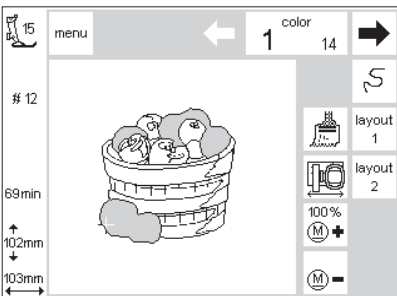 15
menu
color
1 14
# 12
layout
1
layout
2
69min
100%
M +
102mm
M -
103mm